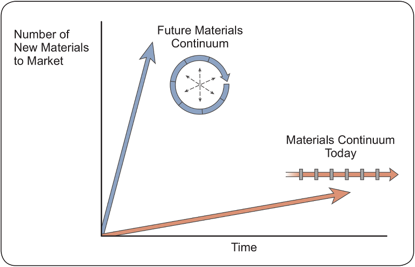 Number of
New Materials
to Market
Future Materials
Continuum
Materials Continuum
Today
Time